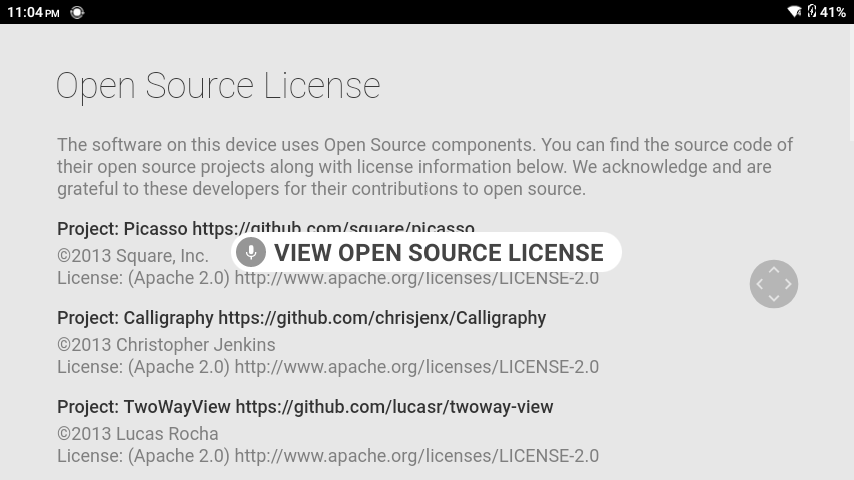 11:04 PM
41%
Open Source License
The software on this device uses Open Source components. You can find the source code of
their open source projects along with license information below. We acknowledge and are
grateful to these developers for their contributions to open source.
Project: Picasso https://github.com/square/picasso
©2013 Square, Inc.
VIEW OPEN SOURCE LICENSE
License: (Apache 2.0) http://www.apache.org/licenses/LICENSE-2.0
Project: Calligraphy https://github.com/chrisjenx/Calligraphy
©2013 Christopher Jenkins
License: (Apache 2.0) http://www.apache.org/licenses/LICENSE-2.0
Project: TwoWayView https://github.com/lucasr/twoway-view
©2013 Lucas Rocha
License: (Apache 2.0) http://www.apache.org/licenses/LICENSE-2.0